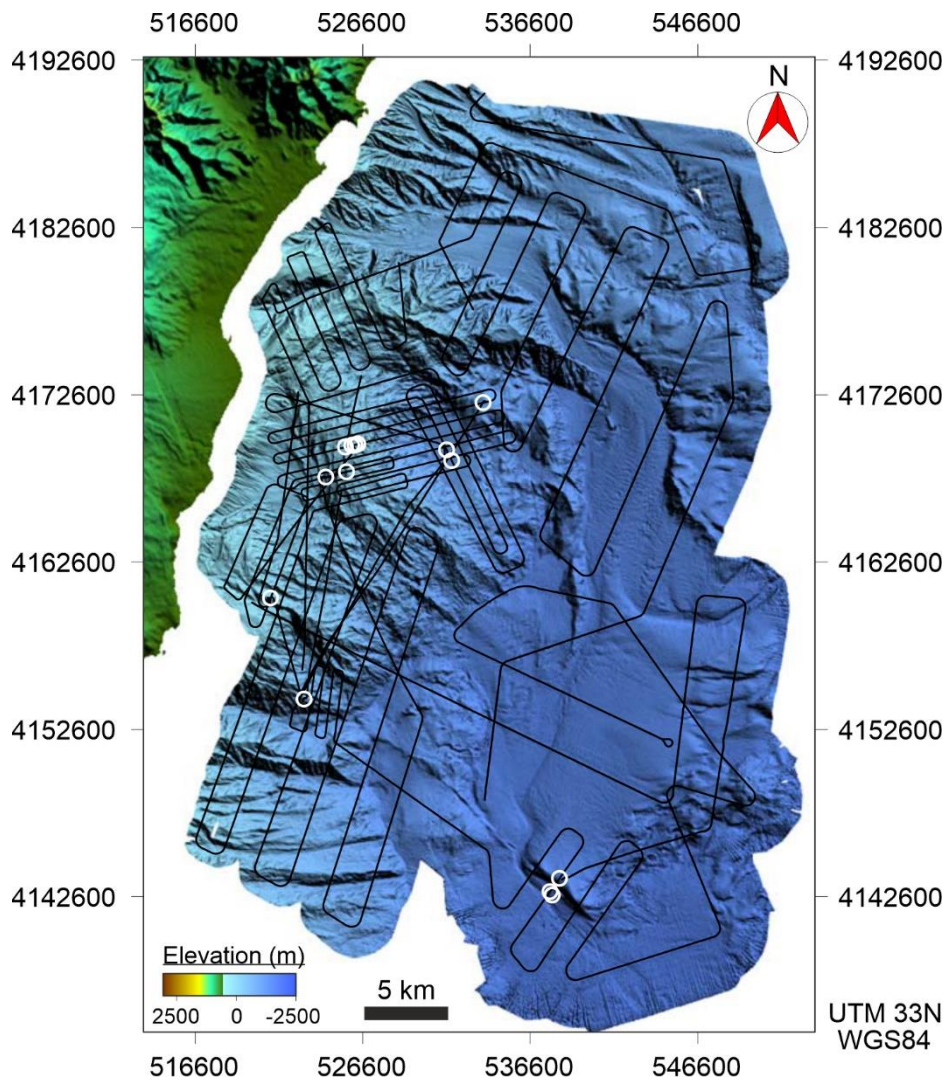 516600 526600 536600 546600
4192600 4192600
N
4182600 4182600
4172600 4172600
4162600 4162600
4152600 4152600
4142600 4142600
Elevation (m)
2500 0 -2500
5 km
UTM 33N
WGS84
516600 526600 536600 546600